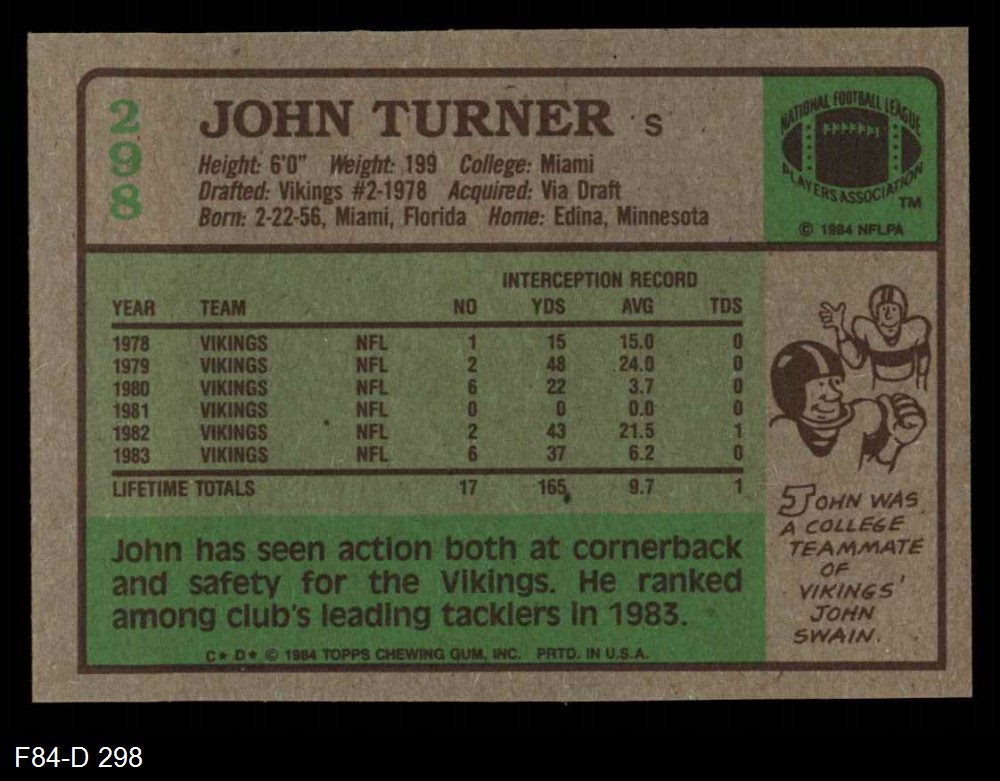 298
JOHN TURNER S
Height: 6'0" Weight: 199 College: Miami
Drafted: Vikings #2-1978 Acquired: Via Draft
Born: 2-22-56, Miami, Florida Home: Edina, Minnesota
NATIONAL FOOTBALL LEAGUE
PLAYERS ASSOCIATION
TM
© 1984 NFLPA
INTERCEPTION RECORD
YEAR TEAM NO YDS AVG TDS
1978 VIKINGS NFL 1 15 15.0 0
1979 VIKINGS NFL 2 48 24.0 0
1980 VIKINGS NFL 6 22 3.7 0
1981 VIKINGS NFL 0 0 0.0 0
1982 VIKINGS NFL 2 43 21.5 1
1983 VIKINGS NFL 6 37 6.2 0
LIFETIME TOTALS 17 165 9.7 1
John has seen action both at cornerback
and safety for the Vikings. He ranked
among club's leading tacklers in 1983.
C* D* © 1984 TOPPS CHEWING GUM, INC. PRTD. IN U.S.A.
JOHN WAS
A COLLEGE
TEAMMATE
OF
VIKINGS'
JOHN
SWAIN.
F84-D 298